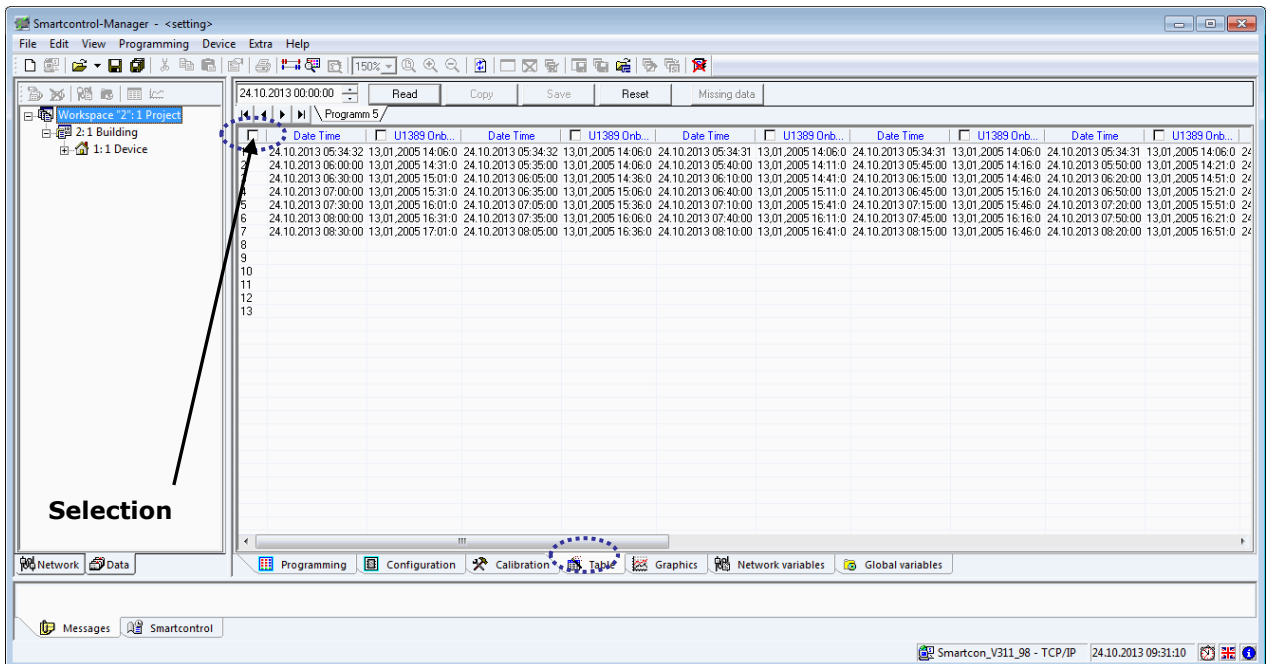 Smartcontrol-Manager - <setting>
File Edit View Programming Device Extra Help
150%
24.10.2013 00:00:00 Read Copy Save Reset Missing data
Programm 5
Workspace "2": 1 Project
2: 1 Building
1: 1 Device
Date Time U1389 Onb... Date Time U1389 Onb... Date Time U1389 Onb... Date Time U1389 Onb... Date Time U1389 Onb...
24.10.2013 05:34:32 13,01,2005 14:06:0 24.10.2013 05:34:32 13,01,2005 14:06:0 24.10.2013 05:34:31 13,01,2005 14:06:0 24.10.2013 05:34:31 13,01,2005 14:06:0 24.10.2013 05:34:31 13,01,2005 14:06:0 24
24.10.2013 06:00:00 13,01,2005 14:31:0 24.10.2013 05:35:00 13,01,2005 14:06:0 24.10.2013 05:40:00 13,01,2005 14:11:0 24.10.2013 05:45:00 13,01,2005 14:16:0 24.10.2013 05:50:00 13,01,2005 14:21:0 24
24.10.2013 06:30:00 13,01,2005 15:01:0 24.10.2013 06:05:00 13,01,2005 14:36:0 24.10.2013 06:10:00 13,01,2005 14:41:0 24.10.2013 06:15:00 13,01,2005 14:46:0 24.10.2013 06:20:00 13,01,2005 14:51:0 24
4 24.10.2013 07:00:00 13,01,2005 15:31:0 24.10.2013 06:35:00 13,01,2005 15:06:0 24.10.2013 06:40:00 13,01,2005 15:11:0 24.10.2013 06:45:00 13,01,2005 15:16:0 24.10.2013 06:50:00 13,01,2005 15:21:0 24
5 24.10.2013 07:30:00 13,01,2005 16:01:0 24.10.2013 07:05:00 13,01,2005 15:36:0 24.10.2013 07:10:00 13,01,2005 15:41:0 24.10.2013 07:15:00 13,01,2005 15:46:0 24.10.2013 07:20:00 13,01,2005 15:51:0 24
6 24.10.2013 08:00:00 13,01,2005 16:31:0 24.10.2013 07:35:00 13,01,2005 16:06:0 24.10.2013 07:40:00 13,01,2005 16:11:0 24.10.2013 07:45:00 13,01,2005 16:16:0 24.10.2013 07:50:00 13,01,2005 16:21:0 24
7 24.10.2013 08:30:00 13,01,2005 17:01:0 24.10.2013 08:05:00 13,01,2005 16:36:0 24.10.2013 08:10:00 13,01,2005 16:41:0 24.10.2013 08:15:00 13,01,2005 16:46:0 24.10.2013 08:20:00 13,01,2005 16:51:0 24
8
9
10
11
12
13
Selection
Network Data
Programming Configuration Calibration Table Graphics Network variables Global variables
Messages Smartcontrol
Smartcon_V311_98 - TCP/IP 24.10.2013 09:31:10